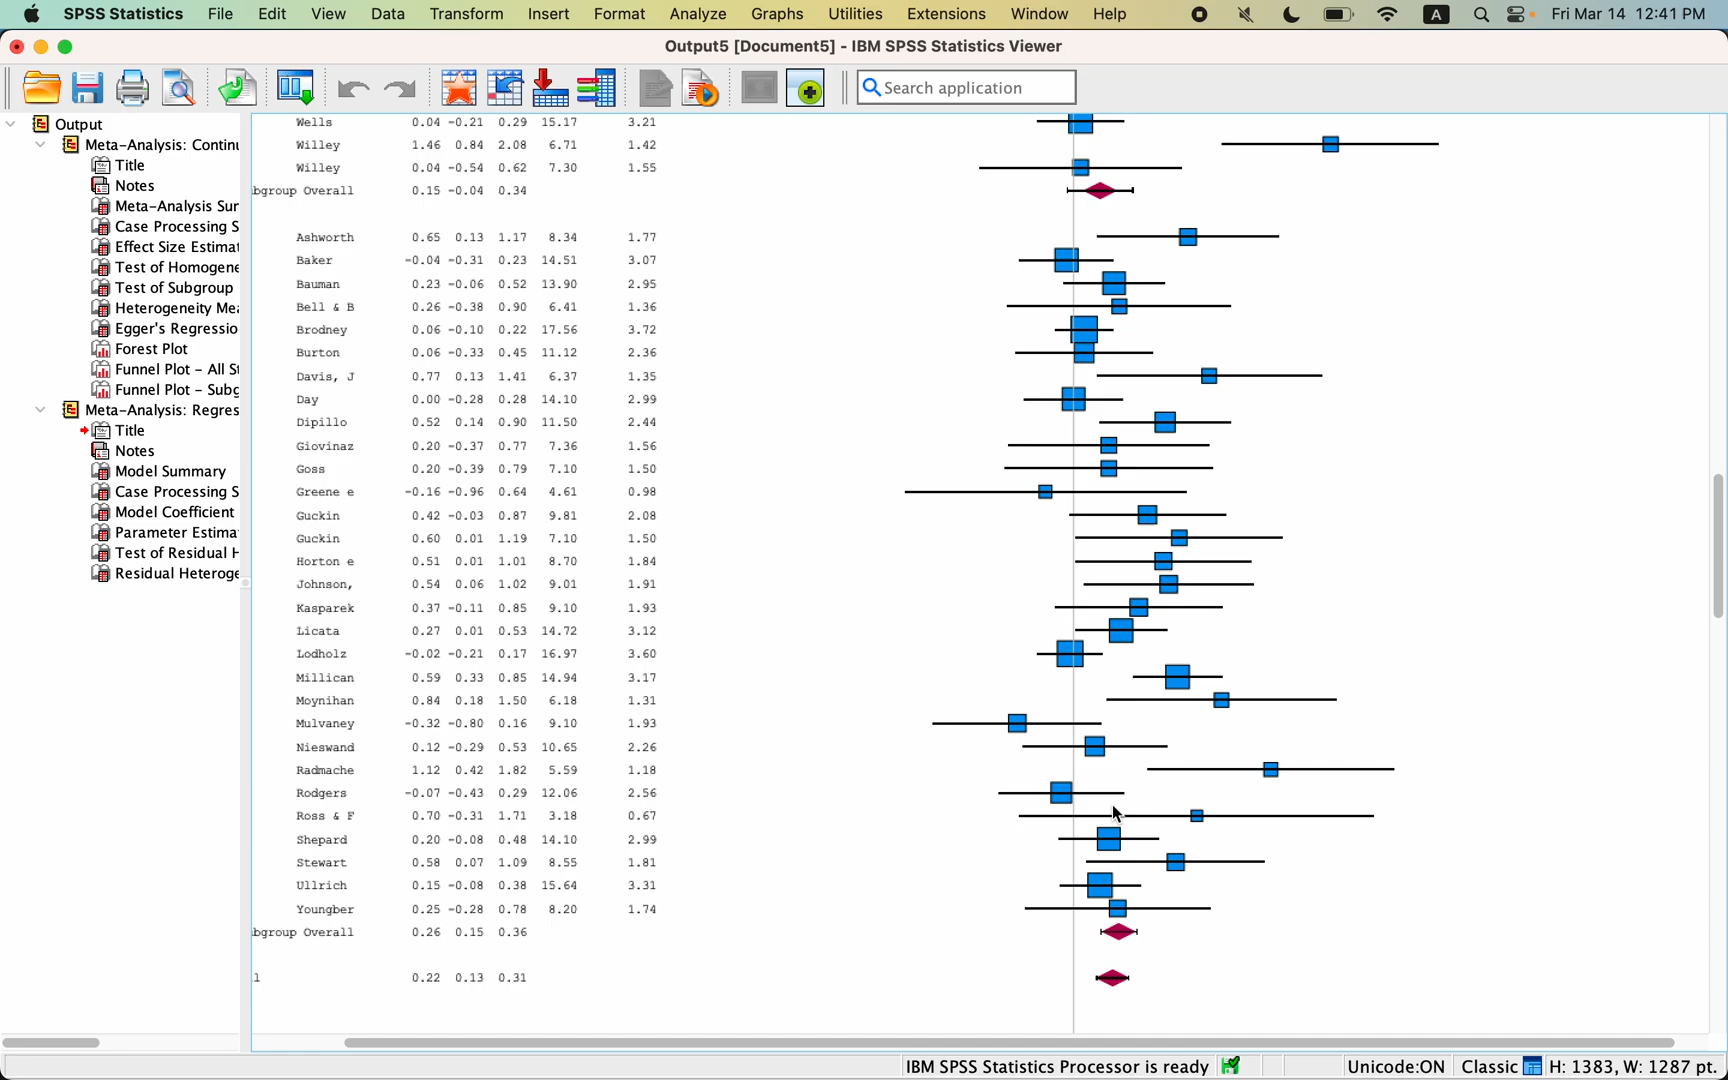 SPSS Statistics File Edit View Data Transform Insert Format Analyze Graphs Utilities Extensions Window Help A Fri Mar 14 12:41 PM
Output5 [Document5] - IBM SPSS Statistics Viewer
Search application
Output
Meta-Analysis: Contin
Title
Notes
Meta-Analysis Sur
Case Processing S
Effect Size Estimat
Test of Homogene
Test of Subgroup
Heterogeneity Mea
Egger's Regressio
Forest Plot
Funnel Plot - All St
Funnel Plot - Subg
Meta-Analysis: Regres
Title
Notes
Model Summary
Case Processing S
Model Coefficient
Parameter Estima
Test of Residual H
Residual Heteroge
Wells 0.04 -0.21 0.29 15.17 3.21
Willey 1.46 0.84 2.08 6.71 1.42
Willey 0.04 -0.54 0.62 7.30 1.55
bgroup Overall 0.15 -0.04 0.34
Ashworth 0.65 0.13 1.17 8.34 1.77
Baker -0.04 -0.31 0.23 14.51 3.07
Bauman 0.23 -0.06 0.52 13.90 2.95
Bell & B 0.26 -0.38 0.90 6.41 1.36
Brodney 0.06 -0.10 0.22 17.56 3.72
Burton 0.06 -0.33 0.45 11.12 2.36
Davis, J 0.77 0.13 1.41 6.37 1.35
Day 0.00 -0.28 0.28 14.10 2.99
Dipillo 0.52 0.14 0.90 11.50 2.44
Giovinaz 0.20 -0.37 0.77 7.36 1.56
Goss 0.20 -0.39 0.79 7.10 1.50
Greene e -0.16 -0.96 0.64 4.61 0.98
Guckin 0.42 -0.03 0.87 9.81 2.08
Guckin 0.60 0.01 1.19 7.10 1.50
Horton e 0.51 0.01 1.01 8.70 1.84
Johnson, 0.54 0.06 1.02 9.01 1.91
Kasparek 0.37 -0.11 0.85 9.10 1.93
Licata 0.27 0.01 0.53 14.72 3.12
Lodholz -0.02 -0.21 0.17 16.97 3.60
Millican 0.59 0.33 0.85 14.94 3.17
Moynihan 0.84 0.18 1.50 6.18 1.31
Mulvaney -0.32 -0.80 0.16 9.10 1.93
Nieswand 0.12 -0.29 0.53 10.65 2.26
Radmache 1.12 0.42 1.82 5.59 1.18
Rodgers -0.07 -0.43 0.29 12.06 2.56
Ross & F 0.70 -0.31 1.71 3.18 0.67
Shepard 0.20 -0.08 0.48 14.10 2.99
Stewart 0.58 0.07 1.09 8.55 1.81
Ullrich 0.15 -0.08 0.38 15.64 3.31
Youngber 0.25 -0.28 0.78 8.20 1.74
bgroup Overall 0.26 0.15 0.36
l 0.22 0.13 0.31
IBM SPSS Statistics Processor is ready Unicode:ON Classic H: 1383, W: 1287 pt.